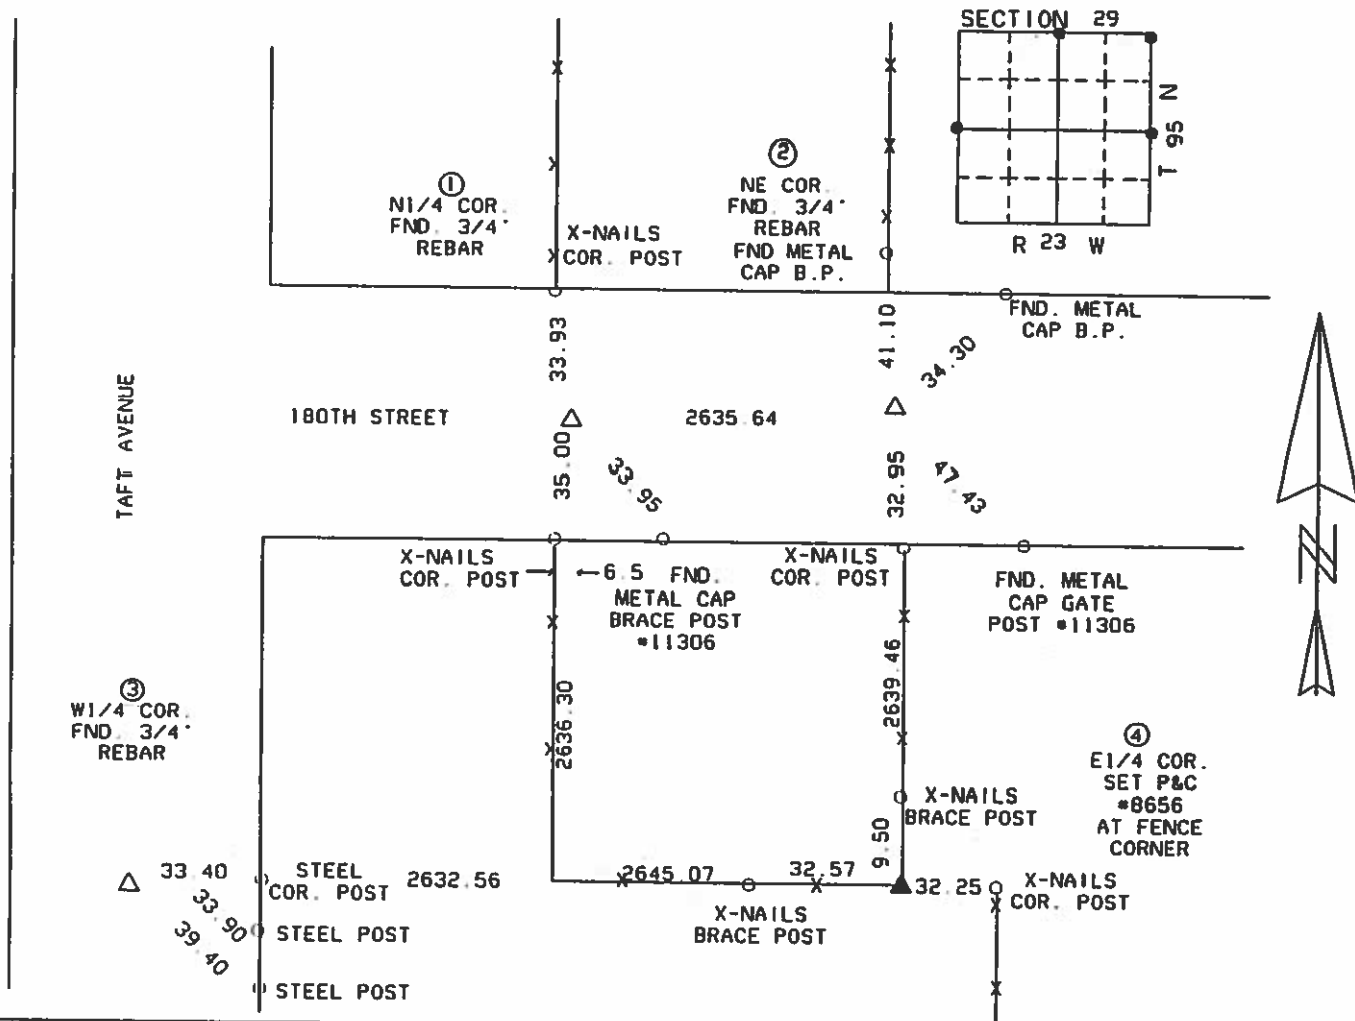 SECTION 29
T 95 N
R 23 W
①
N1/4 COR.
FND. 3/4"
REBAR
X-NAILS
COR. POST
②
NE COR.
FND. 3/4"
REBAR
FND METAL
CAP B.P.
FND. METAL
CAP B.P.
33.93
41.10
34.30
TAFT AVENUE
180TH STREET
2635.64
35.00
33.95
32.95
47.43
X-NAILS
COR. POST
6.5 FND.
METAL CAP
BRACE POST
#11306
X-NAILS
COR. POST
FND. METAL
CAP GATE
POST #11306
N
2636.30
2639.46
③
W1/4 COR.
FND. 3/4"
REBAR
④
E1/4 COR.
SET P&C
#8656
AT FENCE
CORNER
X-NAILS
BRACE POST
9.50
33.40
STEEL
COR. POST
2632.56
2645.07
32.57
32.25
X-NAILS
COR. POST
33.90
39.40
STEEL POST
X-NAILS
BRACE POST
STEEL POST